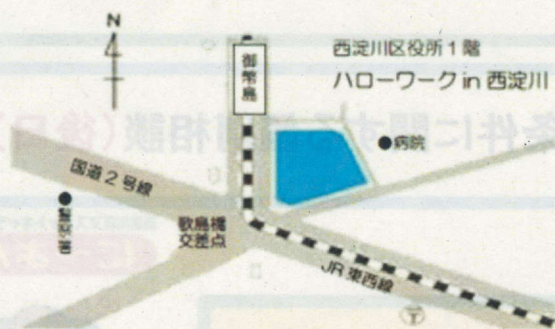 N
西淀川区役所1階
ハローワーク in 西淀川
御幣島
●病院
国道2号線
歌島橋
交差点
JR東西線